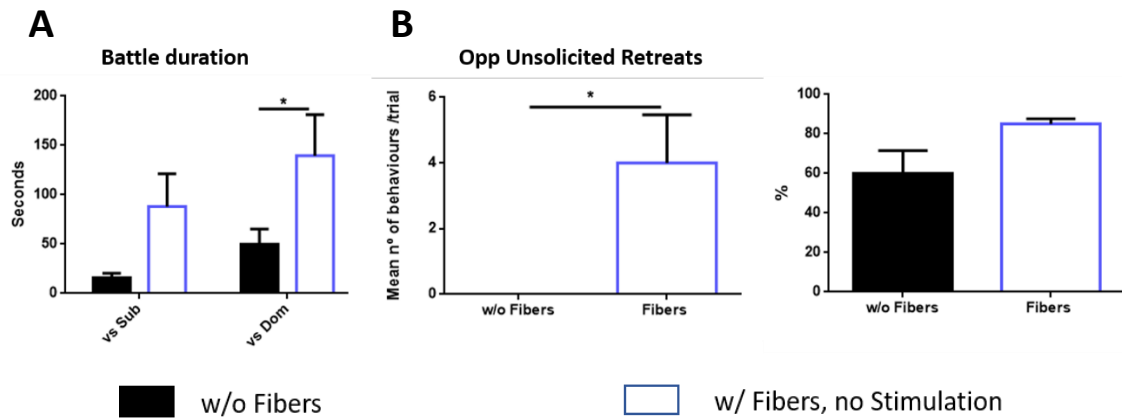 A
B
Battle duration
Opp Unsolicited Retreats
Seconds
200
150
100
50
0
*
vs Sub
vs Dom
Mean nº of behaviours /trial
6
4
2
0
*
w/o Fibers
Fibers
%
100
80
60
40
20
0
w/o Fibers
Fibers
w/o Fibers
w/ Fibers, no Stimulation